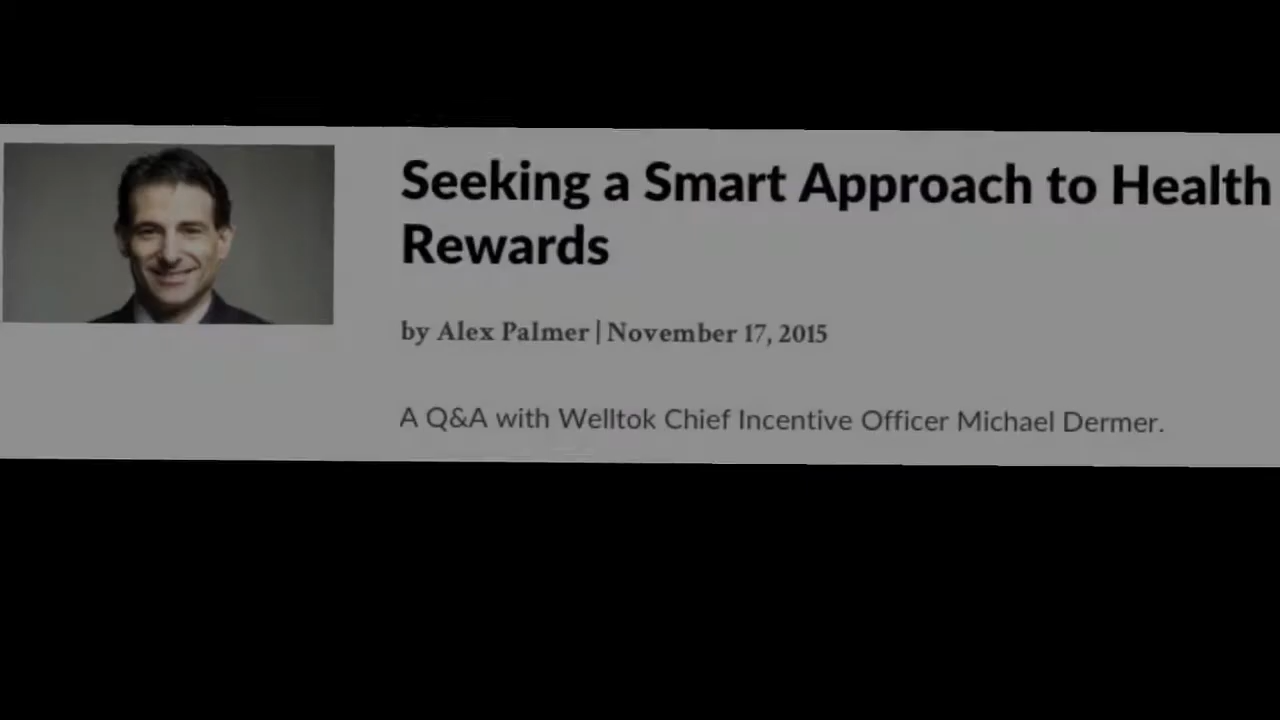 Seeking a Smart Approach to Health
Rewards
by Alex Palmer | November 17, 2015
A Q&A with Welltok Chief Incentive Officer Michael Dermer.